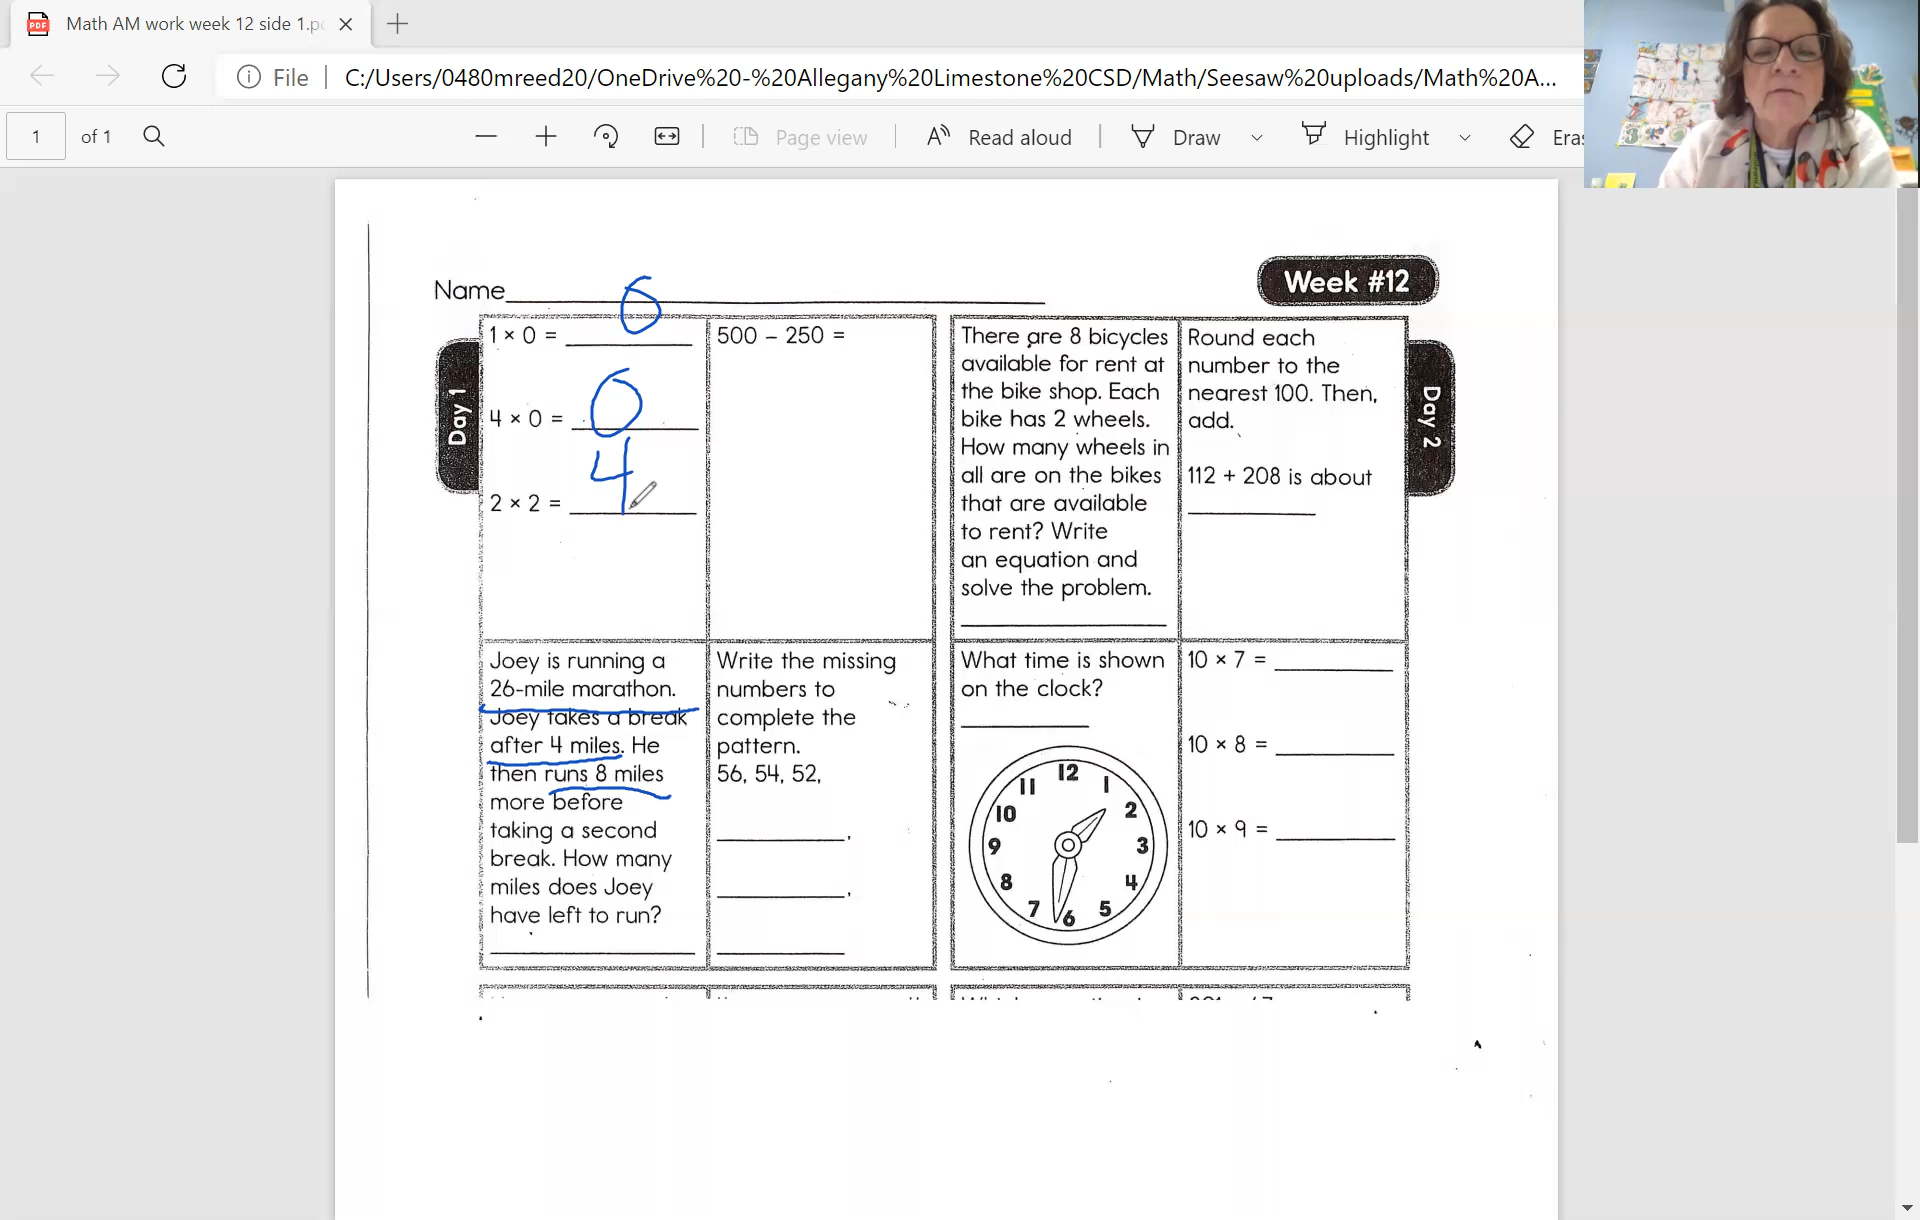 Math AM work week 12 side 1.p
File
C:/Users/0480mreed20/OneDrive%20-%20Allegany%20Limestone%20CSD/Math/Seesaw%20uploads/Math%20A...
1 of 1
Page view
Read aloud
Draw
Highlight
Eras
Name
Week #12
Day 1
1 × 0 = 0
4 × 0 = 0
2 × 2 = 4
500 – 250 =
Joey is running a
26-mile marathon.
Joey takes a break
after 4 miles. He
then runs 8 miles
more before
taking a second
break. How many
miles does Joey
have left to run?
Write the missing
numbers to
complete the
pattern.
56, 54, 52,
,
,
Day 2
There are 8 bicycles
available for rent at
the bike shop. Each
bike has 2 wheels.
How many wheels in
all are on the bikes
that are available
to rent? Write
an equation and
solve the problem.
Round each
number to the
nearest 100. Then,
add.
112 + 208 is about
What time is shown
on the clock?
12
1
2
3
4
5
6
7
8
9
10
11
10 × 7 =
10 × 8 =
10 × 9 =